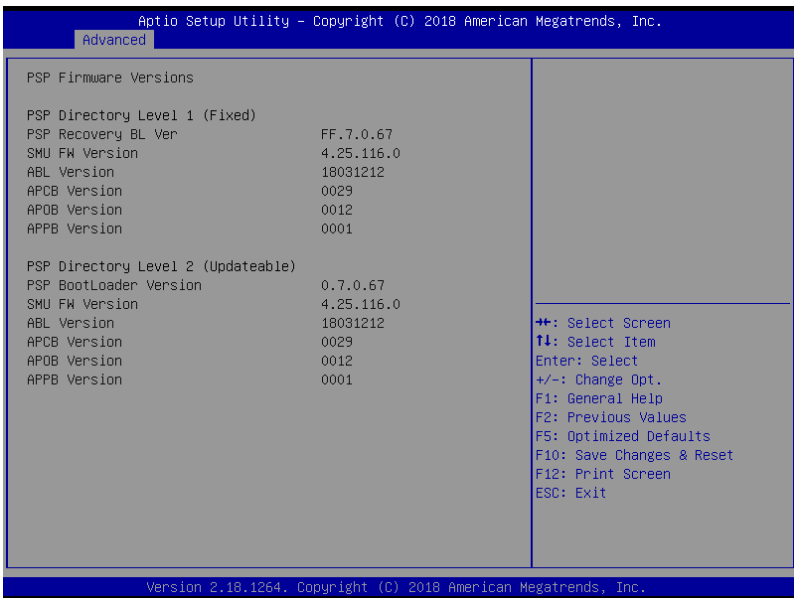 Aptio Setup Utility – Copyright (C) 2018 American Megatrends, Inc.
Advanced
PSP Firmware Versions
PSP Directory Level 1 (Fixed)
PSP Recovery BL Ver FF.7.0.67
SMU FW Version 4.25.116.0
ABL Version 18031212
APCB Version 0029
APOB Version 0012
APPB Version 0001
PSP Directory Level 2 (Updateable)
PSP BootLoader Version 0.7.0.67
SMU FW Version 4.25.116.0
ABL Version 18031212
APCB Version 0029
APOB Version 0012
APPB Version 0001
→←: Select Screen
↑↓: Select Item
Enter: Select
+/-: Change Opt.
F1: General Help
F2: Previous Values
F5: Optimized Defaults
F10: Save Changes & Reset
F12: Print Screen
ESC: Exit
Version 2.18.1264. Copyright (C) 2018 American Megatrends, Inc.